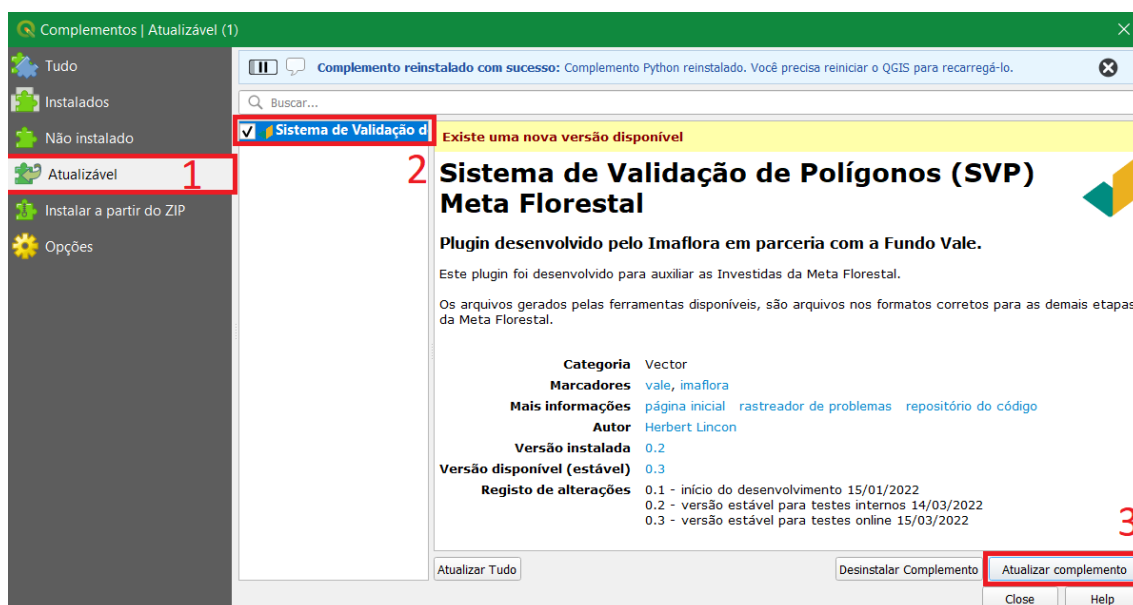 Complementos | Atualizável (1)
Tudo
Instalados
Não instalado
Atualizável
1
Instalar a partir do ZIP
Opções
Complemento reinstalado com sucesso: Complemento Python reinstalado. Você precisa reiniciar o QGIS para recarregá-lo.
Buscar...
Sistema de Validação d
2
Existe uma nova versão disponível
Sistema de Validação de Polígonos (SVP)
Meta Florestal
Plugin desenvolvido pelo Imaflora em parceria com a Fundo Vale.
Este plugin foi desenvolvido para auxiliar as Investidas da Meta Florestal.
Os arquivos gerados pelas ferramentas disponíveis, são arquivos nos formatos corretos para as demais etapas
da Meta Florestal.
Categoria Vector
Marcadores vale, imaflora
Mais informações página inicial rastreador de problemas repositório do código
Autor Herbert Lincon
Versão instalada 0.2
Versão disponível (estável) 0.3
Registo de alterações 0.1 - início do desenvolvimento 15/01/2022
0.2 - versão estável para testes internos 14/03/2022
0.3 - versão estável para testes online 15/03/2022
3
Atualizar Tudo Desinstalar Complemento Atualizar complemento
Close Help